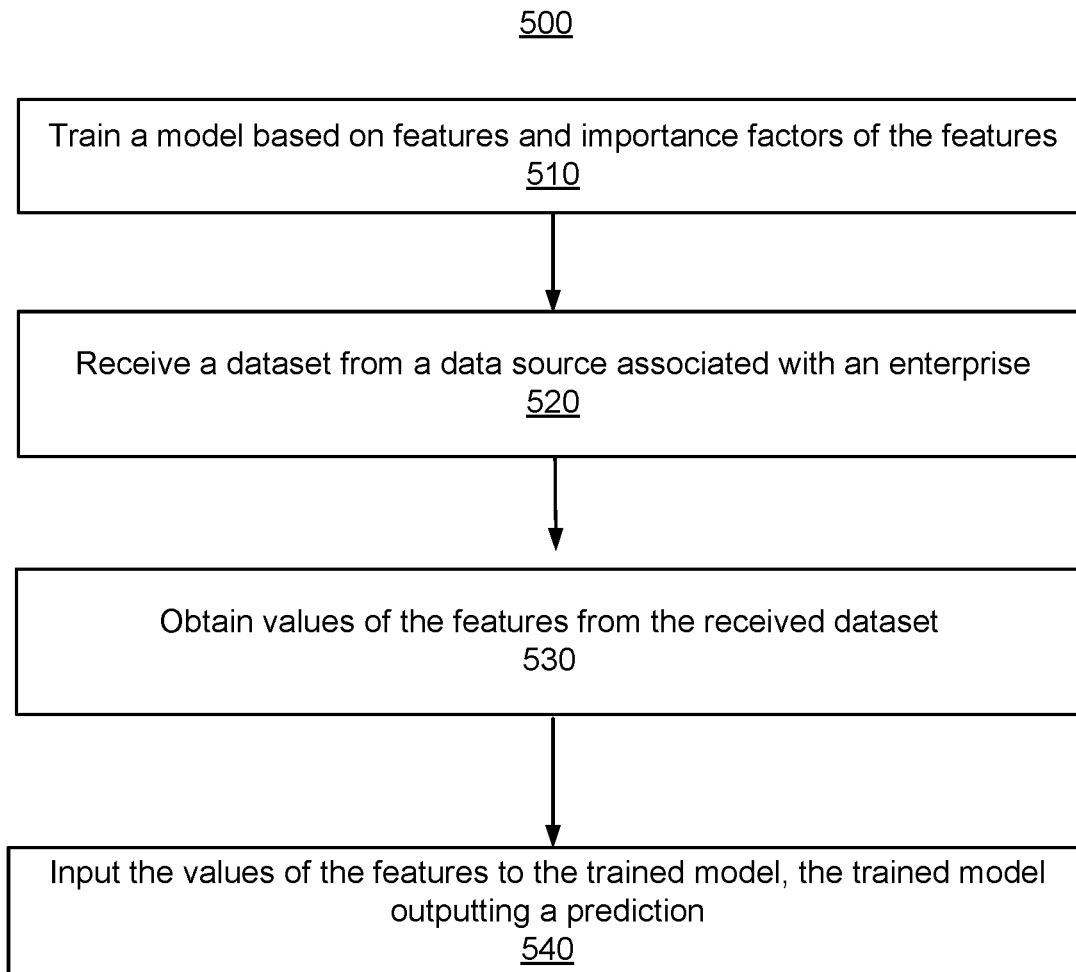 500
Train a model based on features and importance factors of the features
510
Receive a dataset from a data source associated with an enterprise
520
Obtain values of the features from the received dataset
530
Input the values of the features to the trained model, the trained model
outputting a prediction
540